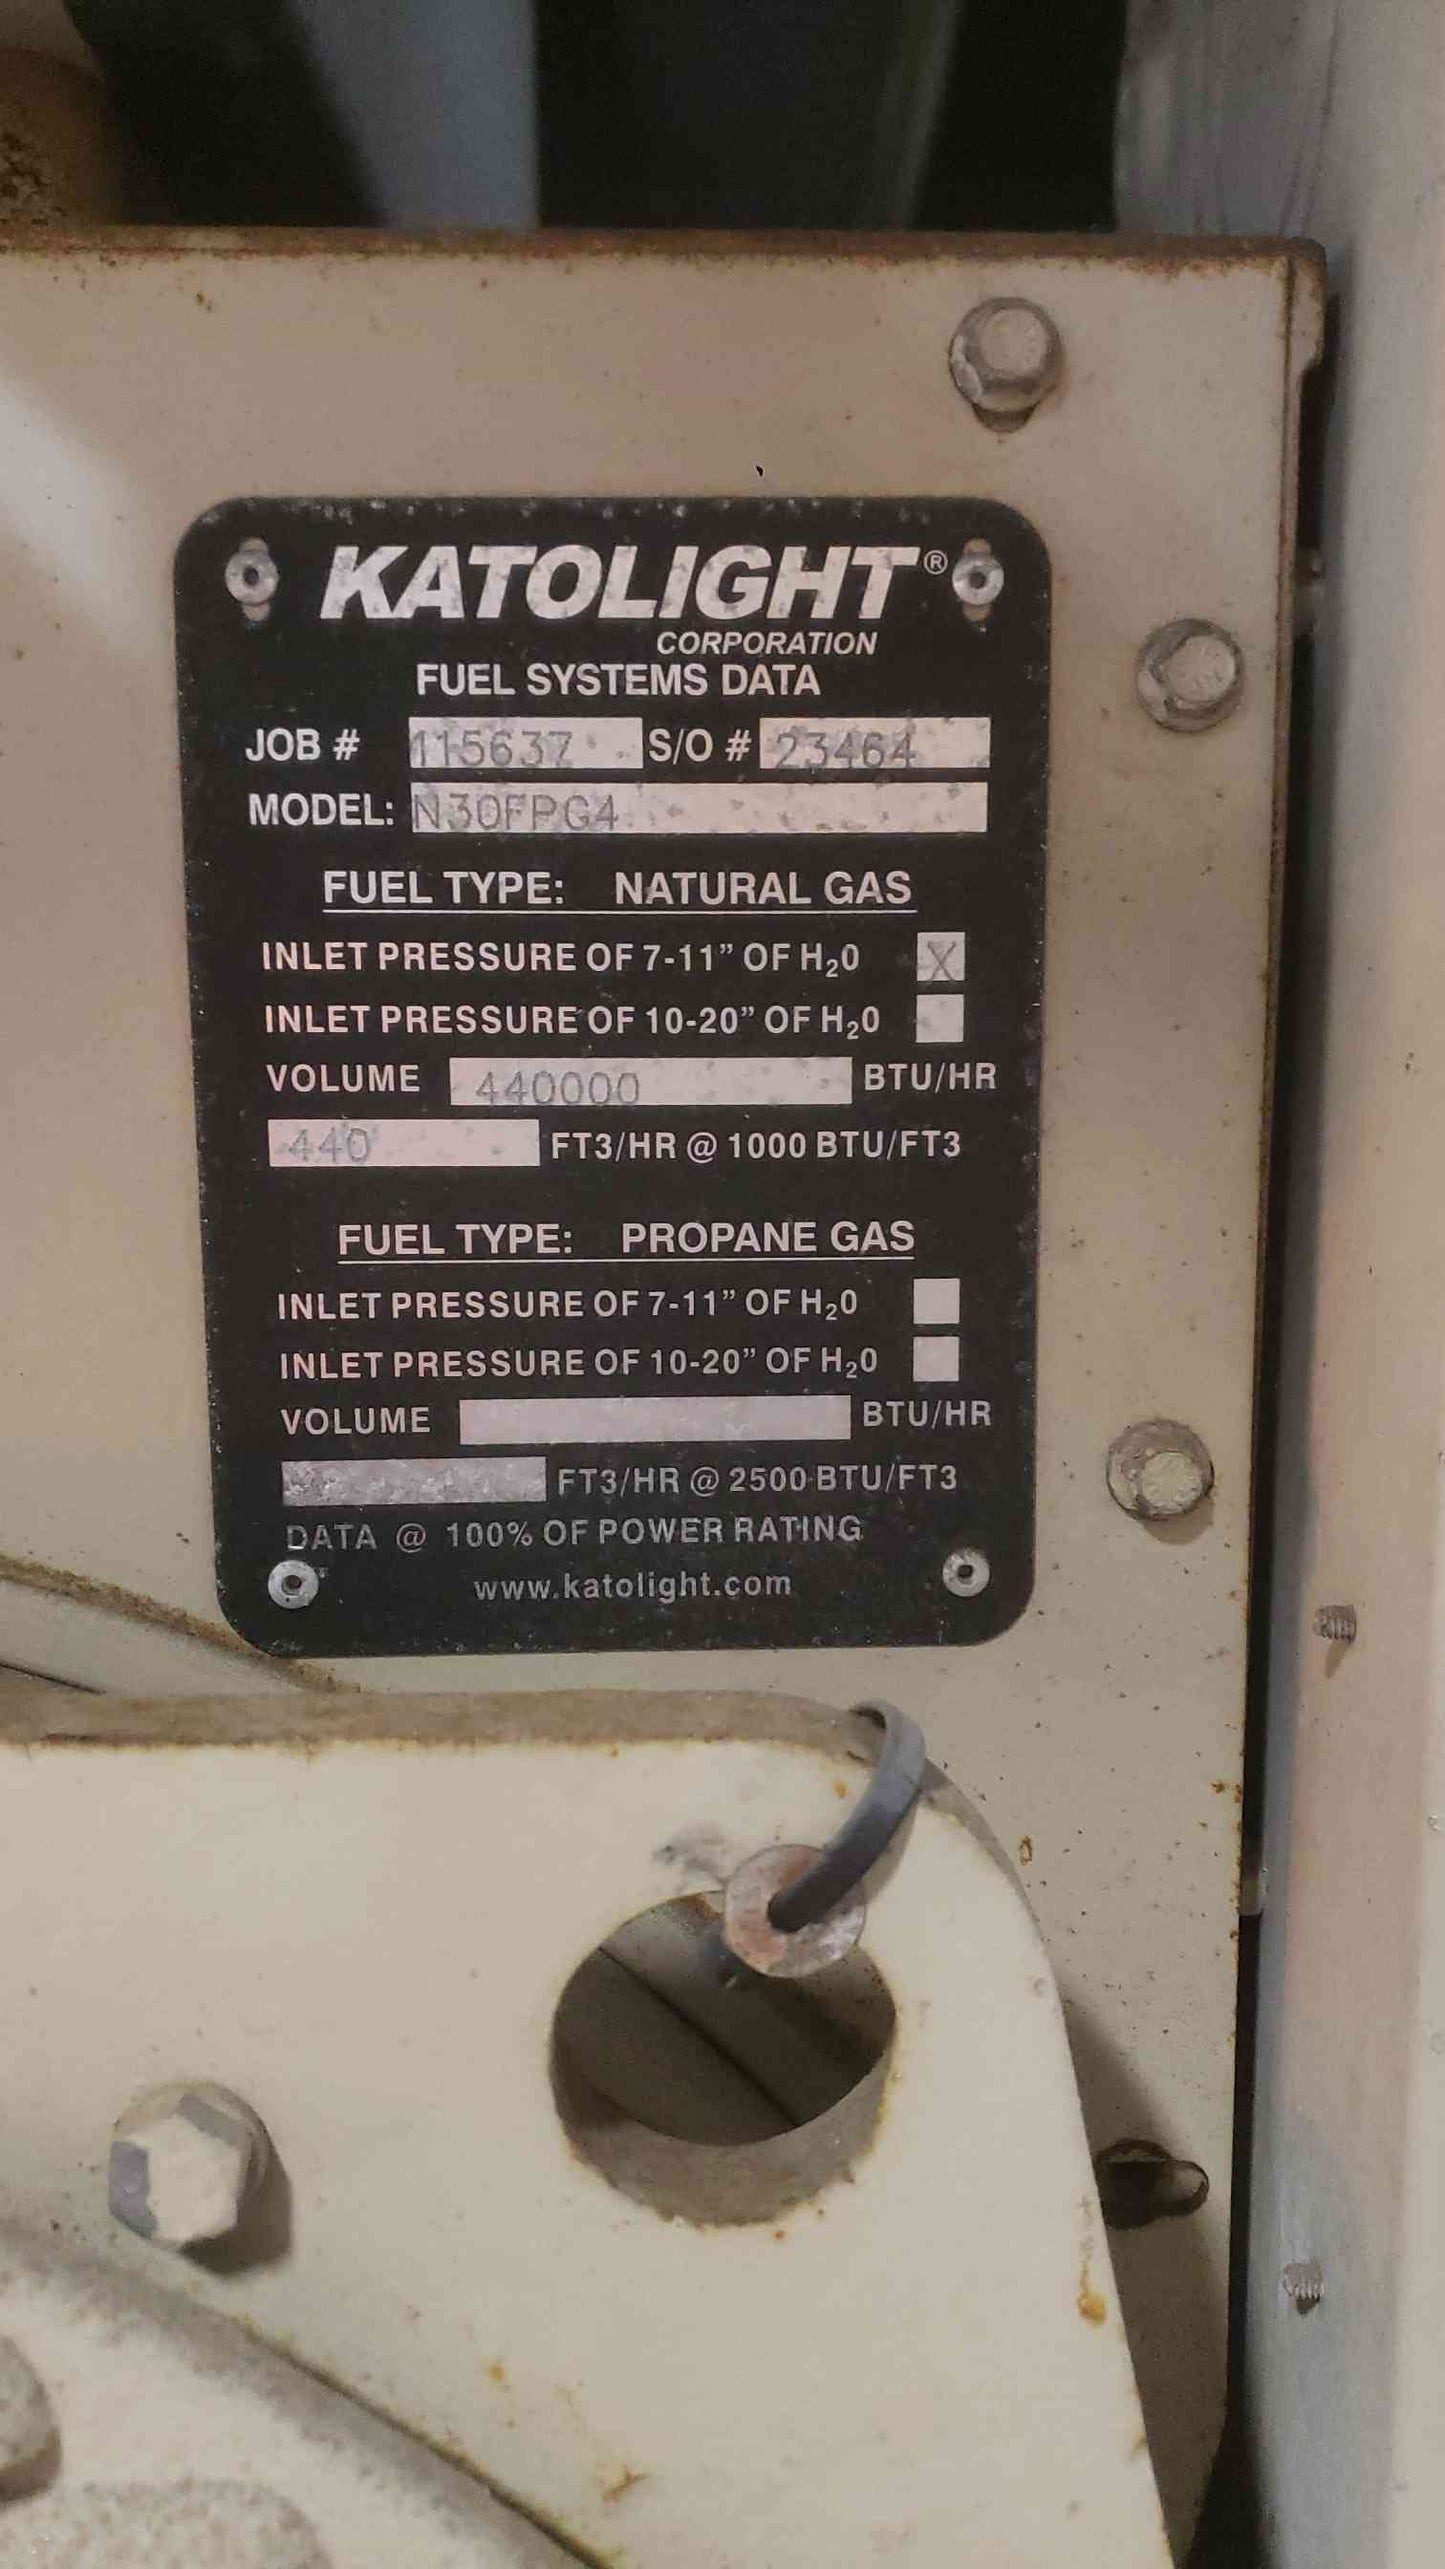 KATOLIGHT®
CORPORATION
FUEL SYSTEMS DATA
JOB # 115637 S/O # 23464
MODEL: N30FPG4
FUEL TYPE: NATURAL GAS
INLET PRESSURE OF 7-11” OF H₂0 X
INLET PRESSURE OF 10-20” OF H₂0
VOLUME 440000 BTU/HR
440 FT3/HR @ 1000 BTU/FT3
FUEL TYPE: PROPANE GAS
INLET PRESSURE OF 7-11” OF H₂0
INLET PRESSURE OF 10-20” OF H₂0
VOLUME BTU/HR
FT3/HR @ 2500 BTU/FT3
DATA @ 100% OF POWER RATING
www.katolight.com